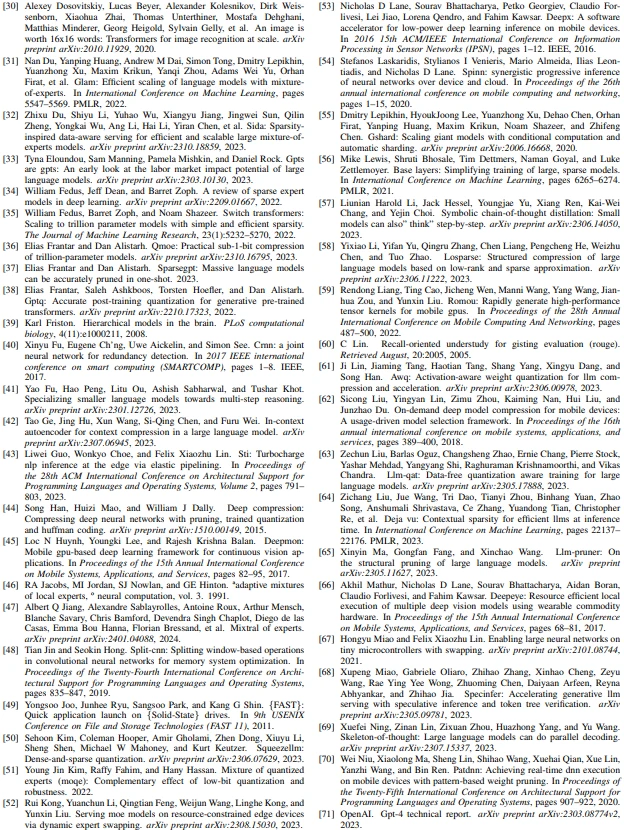 [30] Alexey Dosovitskiy, Lucas Beyer, Alexander Kolesnikov, Dirk Weis-
senborn, Xiaohua Zhai, Thomas Unterthiner, Mostafa Dehghani,
Matthias Minderer, Georg Heigold, Sylvain Gelly, et al. An image is
worth 16x16 words: Transformers for image recognition at scale. arXiv
preprint arXiv:2010.11929, 2020.
[31] Nan Du, Yanping Huang, Andrew M Dai, Simon Tong, Dmitry Lepikhin,
Yuanzhong Xu, Maxim Krikun, Yanqi Zhou, Adams Wei Yu, Orhan
Firat, et al. Glam: Efficient scaling of language models with mixture-
of-experts. In International Conference on Machine Learning, pages
5547–5569. PMLR, 2022.
[32] Zhixu Du, Shiyu Li, Yuhao Wu, Xiangyu Jiang, Jingwei Sun, Qilin
Zheng, Yongkai Wu, Ang Li, Hai Li, Yiran Chen, et al. Sida: Sparsity-
inspired data-aware serving for efficient and scalable large mixture-of-
experts models. arXiv preprint arXiv:2310.18859, 2023.
[33] Tyna Eloundou, Sam Manning, Pamela Mishkin, and Daniel Rock. Gpts
are gpts: An early look at the labor market impact potential of large
language models. arXiv preprint arXiv:2303.10130, 2023.
[34] William Fedus, Jeff Dean, and Barret Zoph. A review of sparse expert
models in deep learning. arXiv preprint arXiv:2209.01667, 2022.
[35] William Fedus, Barret Zoph, and Noam Shazeer. Switch transformers:
Scaling to trillion parameter models with simple and efficient sparsity.
The Journal of Machine Learning Research, 23(1):5232–5270, 2022.
[36] Elias Frantar and Dan Alistarh. Qmoe: Practical sub-1-bit compression
of trillion-parameter models. arXiv preprint arXiv:2310.16795, 2023.
[37] Elias Frantar and Dan Alistarh. Sparsegpt: Massive language models
can be accurately pruned in one-shot. 2023.
[38] Elias Frantar, Saleh Ashkboos, Torsten Hoefler, and Dan Alistarh.
Gptq: Accurate post-training quantization for generative pre-trained
transformers. arXiv preprint arXiv:2210.17323, 2022.
[39] Karl Friston. Hierarchical models in the brain. PLoS computational
biology, 4(11):e1000211, 2008.
[40] Xinyu Fu, Eugene Ch'ng, Uwe Aickelin, and Simon See. Crnn: a joint
neural network for redundancy detection. In 2017 IEEE international
conference on smart computing (SMARTCOMP), pages 1–8. IEEE,
2017.
[41] Yao Fu, Hao Peng, Litu Ou, Ashish Sabharwal, and Tushar Khot.
Specializing smaller language models towards multi-step reasoning.
arXiv preprint arXiv:2301.12726, 2023.
[42] Tao Ge, Jing Hu, Xun Wang, Si-Qing Chen, and Furu Wei. In-context
autoencoder for context compression in a large language model. arXiv
preprint arXiv:2307.06945, 2023.
[43] Liwei Guo, Wonkyo Choe, and Felix Xiaozhu Lin. Sti: Turbocharge
nlp inference at the edge via elastic pipelining. In Proceedings of
the 28th ACM International Conference on Architectural Support for
Programming Languages and Operating Systems, Volume 2, pages 791–
803, 2023.
[44] Song Han, Huizi Mao, and William J Dally. Deep compression:
Compressing deep neural networks with pruning, trained quantization
and huffman coding. arXiv preprint arXiv:1510.00149, 2015.
[45] Loc N Huynh, Youngki Lee, and Rajesh Krishna Balan. Deepmon:
Mobile gpu-based deep learning framework for continuous vision ap-
plications. In Proceedings of the 15th Annual International Conference
on Mobile Systems, Applications, and Services, pages 82–95, 2017.
[46] RA Jacobs, MI Jordan, SJ Nowlan, and GE Hinton. "adaptive mixtures
of local experts, " neural computation, vol. 3. 1991.
[47] Albert Q Jiang, Alexandre Sablayrolles, Antoine Roux, Arthur Mensch,
Blanche Savary, Chris Bamford, Devendra Singh Chaplot, Diego de las
Casas, Emma Bou Hanna, Florian Bressand, et al. Mixtral of experts.
arXiv preprint arXiv:2401.04088, 2024.
[48] Tian Jin and Seokin Hong. Split-cnn: Splitting window-based operations
in convolutional neural networks for memory system optimization. In
Proceedings of the Twenty-Fourth International Conference on Archi-
tectural Support for Programming Languages and Operating Systems,
pages 835–847, 2019.
[49] Yongsoo Joo, Junhee Ryu, Sangsoo Park, and Kang G Shin. {FAST}:
Quick application launch on {Solid-State} drives. In 9th USENIX
Conference on File and Storage Technologies (FAST 11), 2011.
[50] Sehoon Kim, Coleman Hooper, Amir Gholami, Zhen Dong, Xiuyu Li,
Sheng Shen, Michael W Mahoney, and Kurt Keutzer. Squeezellm:
Dense-and-sparse quantization. arXiv preprint arXiv:2306.07629, 2023.
[51] Young Jin Kim, Raffy Fahim, and Hany Hassan. Mixture of quantized
experts (moqe): Complementary effect of low-bit quantization and
robustness. 2022.
[52] Rui Kong, Yuanchun Li, Qingtian Feng, Weijun Wang, Linghe Kong, and
Yunxin Liu. Serving moe models on resource-constrained edge devices
via dynamic expert swapping. arXiv preprint arXiv:2308.15030, 2023.
[53] Nicholas D Lane, Sourav Bhattacharya, Petko Georgiev, Claudio For-
livesi, Lei Jiao, Lorena Qendro, and Fahim Kawsar. Deepx: A software
accelerator for low-power deep learning inference on mobile devices.
In 2016 15th ACM/IEEE International Conference on Information
Processing in Sensor Networks (IPSN), pages 1–12. IEEE, 2016.
[54] Stefanos Laskaridis, Stylianos I Venieris, Mario Almeida, Ilias Leon-
tiadis, and Nicholas D Lane. Spinn: synergistic progressive inference
of neural networks over device and cloud. In Proceedings of the 26th
annual international conference on mobile computing and networking,
pages 1–15, 2020.
[55] Dmitry Lepikhin, HyoukJoong Lee, Yuanzhong Xu, Dehao Chen, Orhan
Firat, Yanping Huang, Maxim Krikun, Noam Shazeer, and Zhifeng
Chen. Gshard: Scaling giant models with conditional computation and
automatic sharding. arXiv preprint arXiv:2006.16668, 2020.
[56] Mike Lewis, Shruti Bhosale, Tim Dettmers, Naman Goyal, and Luke
Zettlemoyer. Base layers: Simplifying training of large, sparse models.
In International Conference on Machine Learning, pages 6265–6274.
PMLR, 2021.
[57] Liunian Harold Li, Jack Hessel, Youngjae Yu, Xiang Ren, Kai-Wei
Chang, and Yejin Choi. Symbolic chain-of-thought distillation: Small
models can also" think" step-by-step. arXiv preprint arXiv:2306.14050,
2023.
[58] Yixiao Li, Yifan Yu, Qingru Zhang, Chen Liang, Pengcheng He, Weizhu
Chen, and Tuo Zhao. Losparse: Structured compression of large
language models based on low-rank and sparse approximation. arXiv
preprint arXiv:2306.11222, 2023.
[59] Rendong Liang, Ting Cao, Jicheng Wen, Manni Wang, Yang Wang, Jian-
hua Zou, and Yunxin Liu. Romou: Rapidly generate high-performance
tensor kernels for mobile gpus. In Proceedings of the 28th Annual
International Conference on Mobile Computing And Networking, pages
487–500, 2022.
[60] C Lin. Recall-oriented understudy for gisting evaluation (rouge).
Retrieved August, 20:2005, 2005.
[61] Ji Lin, Jiaming Tang, Haotian Tang, Shang Yang, Xingyu Dang, and
Song Han. Awq: Activation-aware weight quantization for llm com-
pression and acceleration. arXiv preprint arXiv:2306.00978, 2023.
[62] Sicong Liu, Yingyan Lin, Zimu Zhou, Kaiming Nan, Hui Liu, and
Junzhao Du. On-demand deep model compression for mobile devices:
A usage-driven model selection framework. In Proceedings of the 16th
annual international conference on mobile systems, applications, and
services, pages 389–400, 2018.
[63] Zechun Liu, Barlas Oguz, Changsheng Zhao, Ernie Chang, Pierre Stock,
Yashar Mehdad, Yangyang Shi, Raghuraman Krishnamoorthi, and Vikas
Chandra. Llm-qat: Data-free quantization aware training for large
language models. arXiv preprint arXiv:2305.17888, 2023.
[64] Zichang Liu, Jue Wang, Tri Dao, Tianyi Zhou, Binhang Yuan, Zhao
Song, Anshumali Shrivastava, Ce Zhang, Yuandong Tian, Christopher
Re, et al. Deja vu: Contextual sparsity for efficient llms at inference
time. In International Conference on Machine Learning, pages 22137–
22176. PMLR, 2023.
[65] Xinyin Ma, Gongfan Fang, and Xinchao Wang. Llm-pruner: On
the structural pruning of large language models. arXiv preprint
arXiv:2305.11627, 2023.
[66] Akhil Mathur, Nicholas D Lane, Sourav Bhattacharya, Aidan Boran,
Claudio Forlivesi, and Fahim Kawsar. Deepeye: Resource efficient local
execution of multiple deep vision models using wearable commodity
hardware. In Proceedings of the 15th Annual International Conference
on Mobile Systems, Applications, and Services, pages 68–81, 2017.
[67] Hongyu Miao and Felix Xiaozhu Lin. Enabling large neural networks on
tiny microcontrollers with swapping. arXiv preprint arXiv:2101.08744,
2021.
[68] Xupeng Miao, Gabriele Oliaro, Zhihao Zhang, Xinhao Cheng, Zeyu
Wang, Rae Ying Yee Wong, Zhuoming Chen, Daiyaan Arfeen, Reyna
Abhyankar, and Zhihao Jia. Specinfer: Accelerating generative llm
serving with speculative inference and token tree verification. arXiv
preprint arXiv:2305.09781, 2023.
[69] Xuefei Ning, Zinan Lin, Zixuan Zhou, Huazhong Yang, and Yu Wang.
Skeleton-of-thought: Large language models can do parallel decoding.
arXiv preprint arXiv:2307.15337, 2023.
[70] Wei Niu, Xiaolong Ma, Sheng Lin, Shihao Wang, Xuehai Qian, Xue Lin,
Yanzhi Wang, and Bin Ren. Patdnn: Achieving real-time dnn execution
on mobile devices with pattern-based weight pruning. In Proceedings of
the Twenty-Fifth International Conference on Architectural Support for
Programming Languages and Operating Systems, pages 907–922, 2020.
[71] OpenAI. Gpt-4 technical report. arXiv preprint arXiv:2303.08774v2,
2023.